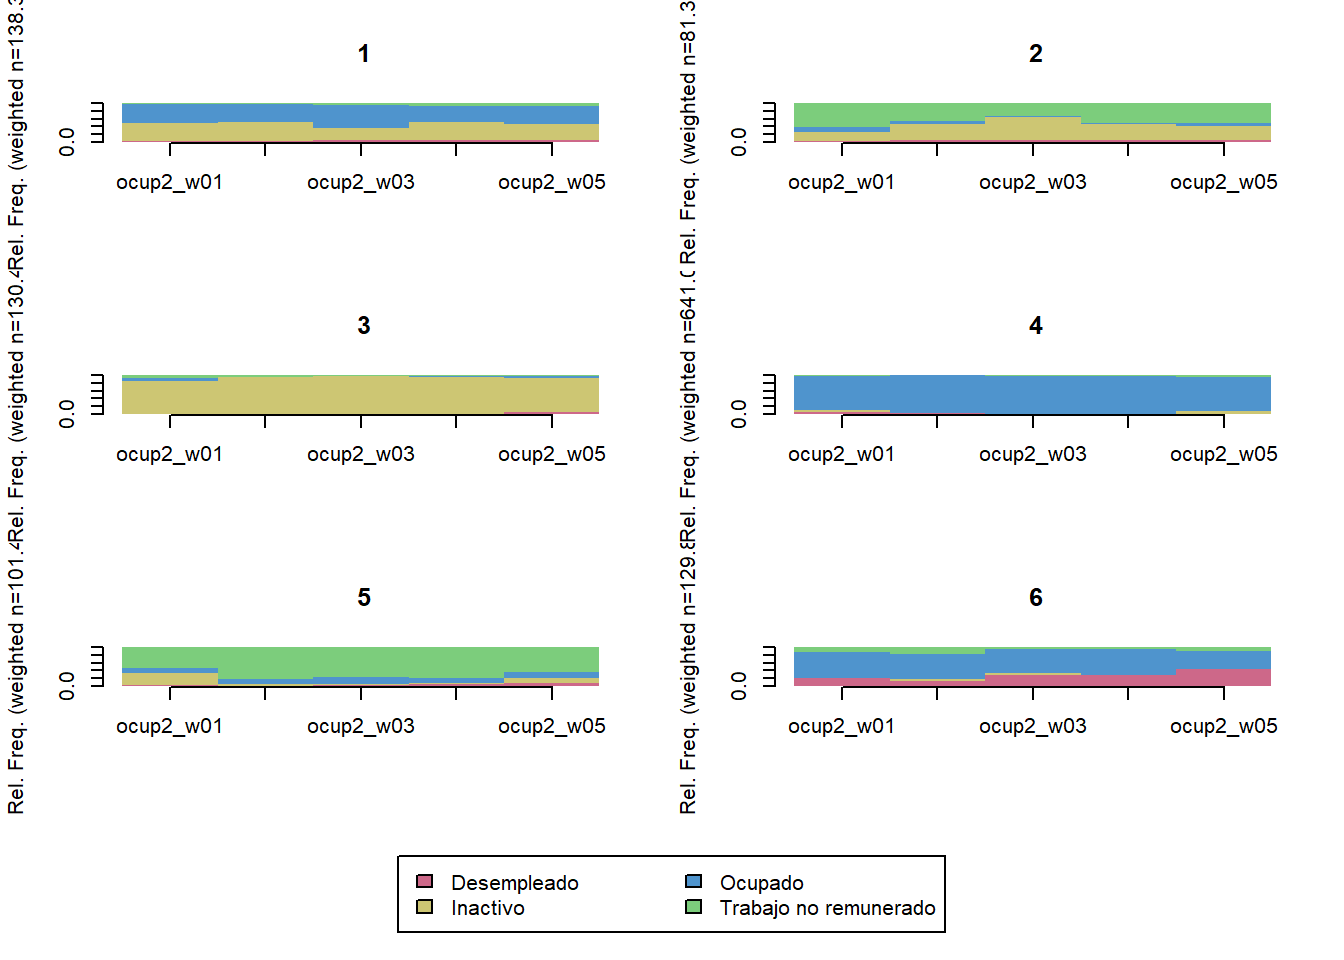 1
2
Rel. Freq. (weighted n=138.3
0.0
ocup2_w01 ocup2_w03 ocup2_w05
Rel. Freq. (weighted n=81.3
0.0
ocup2_w01 ocup2_w03 ocup2_w05
3
4
Rel. Freq. (weighted n=130.4
0.0
ocup2_w01 ocup2_w03 ocup2_w05
Rel. Freq. (weighted n=641.0
0.0
ocup2_w01 ocup2_w03 ocup2_w05
5
6
Rel. Freq. (weighted n=101.4
0.0
ocup2_w01 ocup2_w03 ocup2_w05
Rel. Freq. (weighted n=129.8
0.0
ocup2_w01 ocup2_w03 ocup2_w05
Desempleado Ocupado
Inactivo Trabajo no remunerado